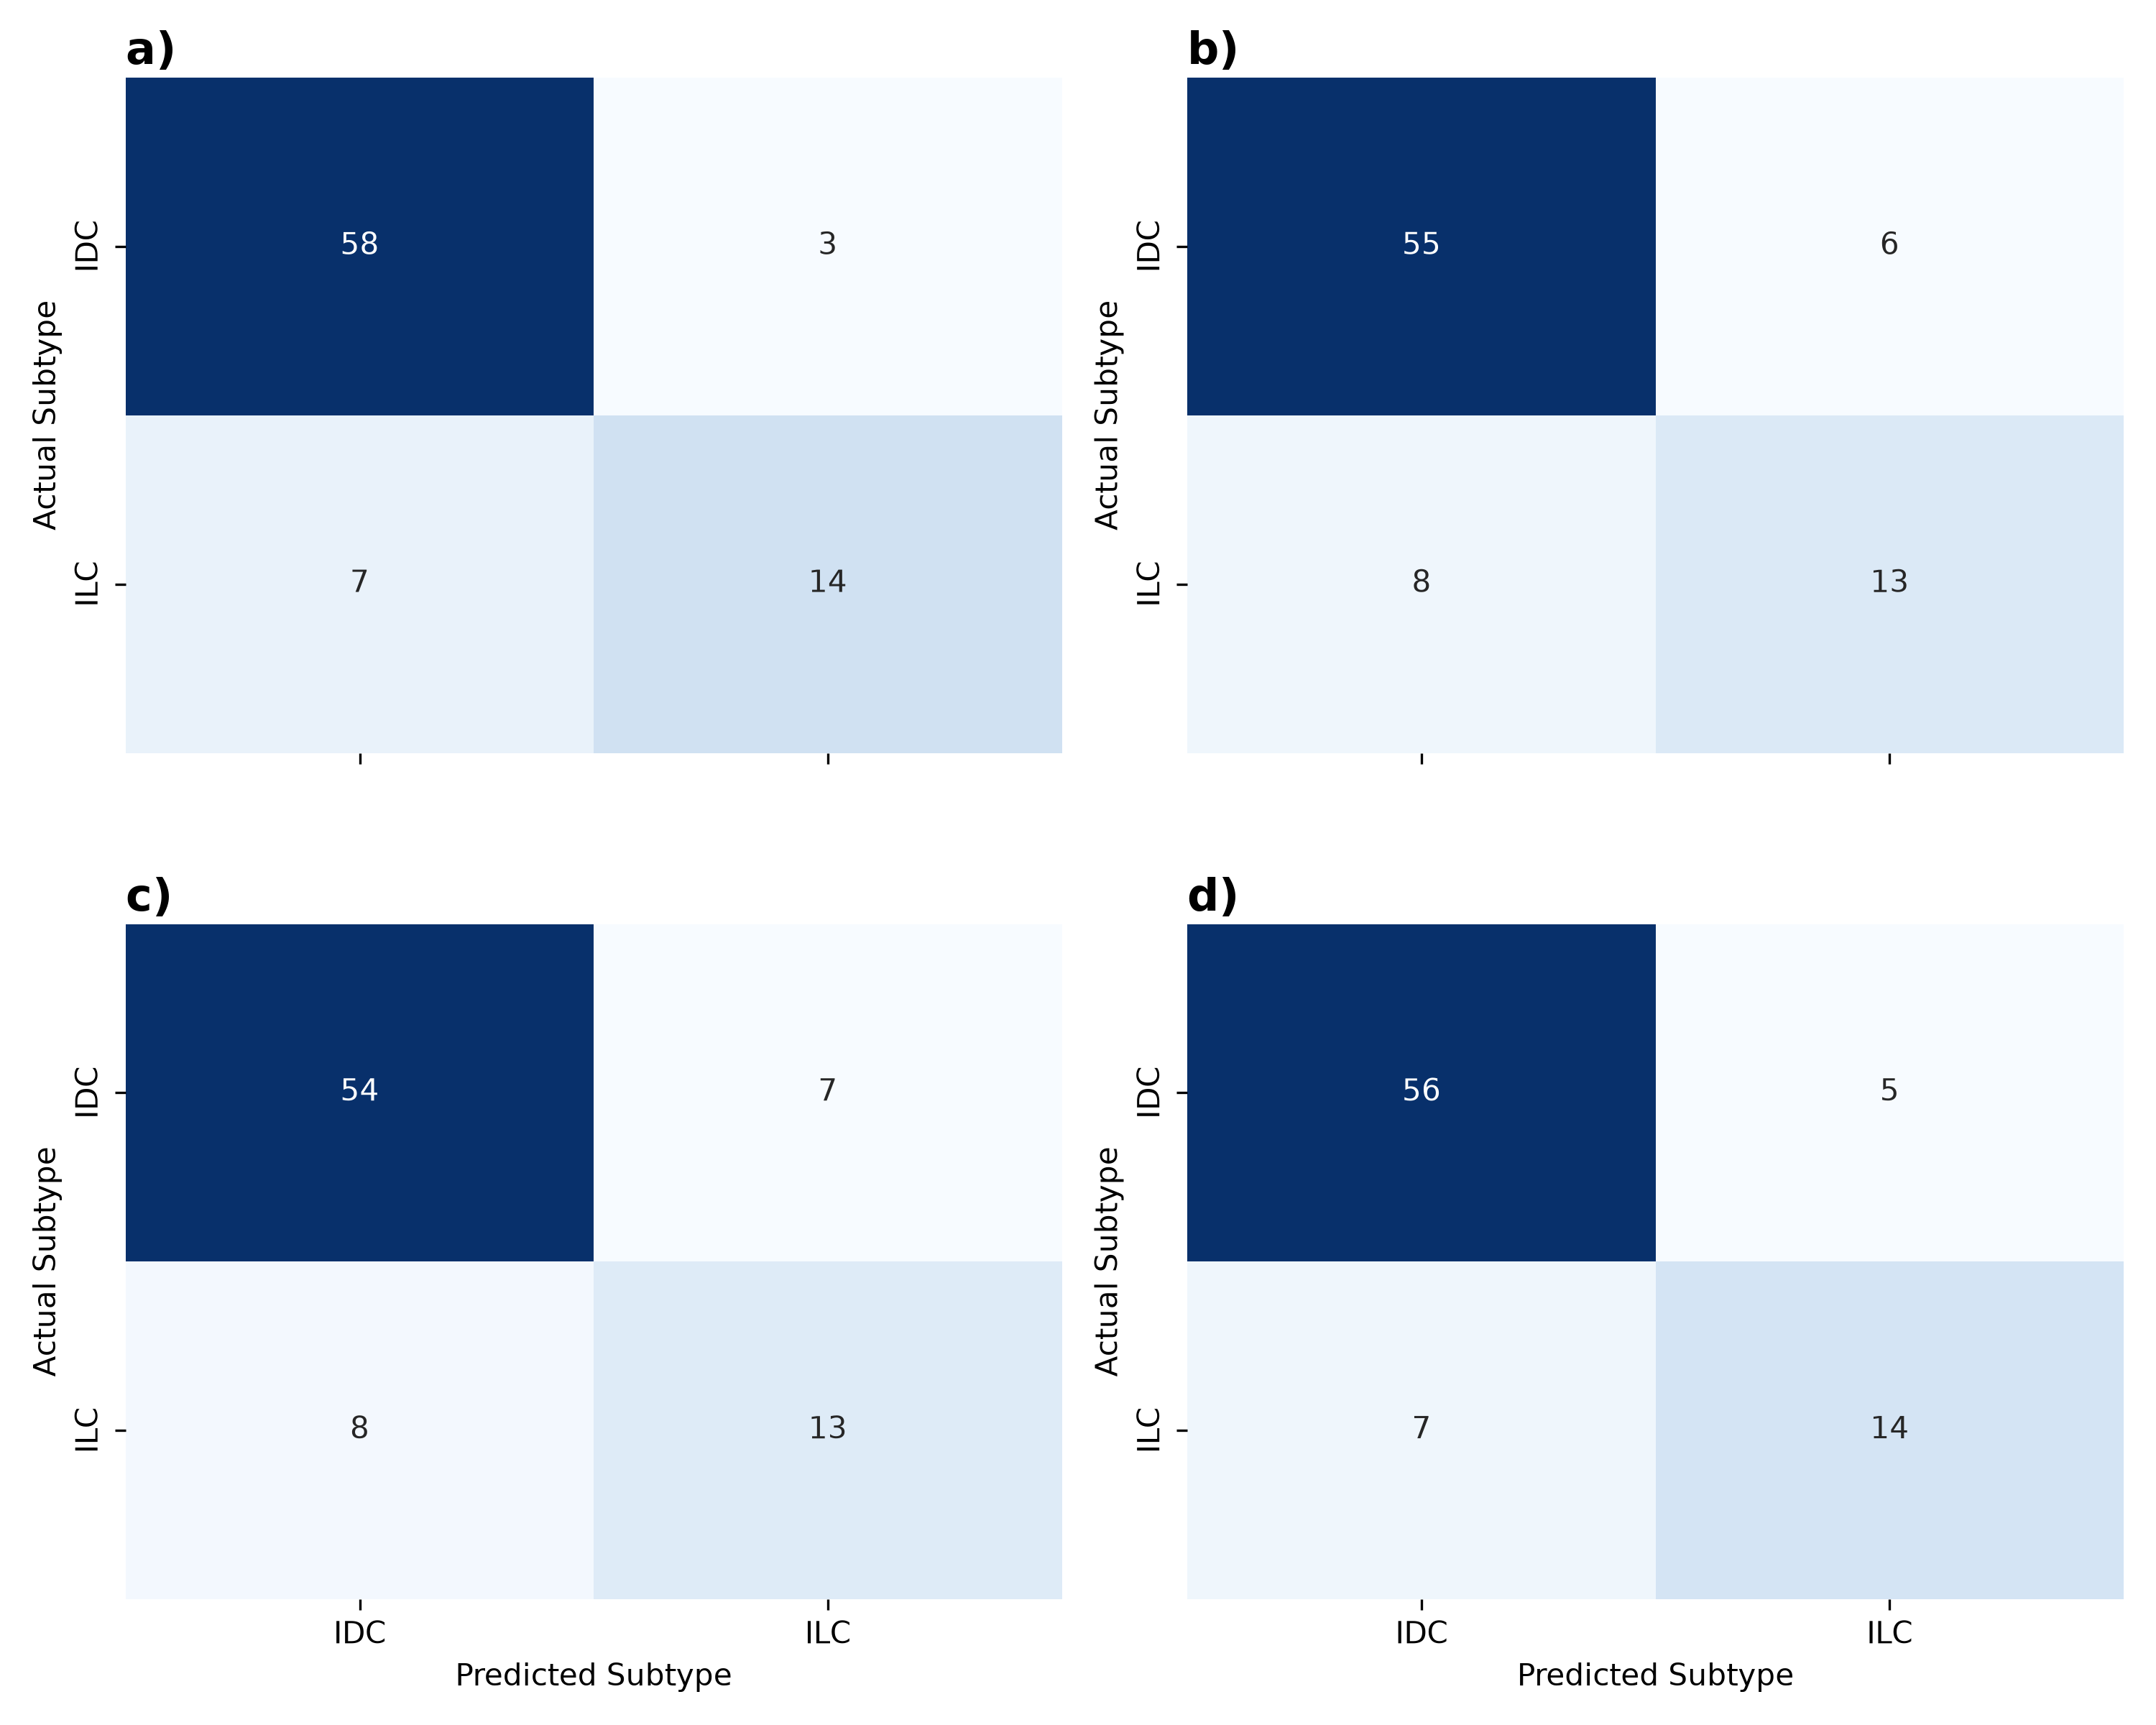 a)
b)
Actual Subtype
IDC
58
3
ILC
7
14
Actual Subtype
IDC
55
6
ILC
8
13
c)
d)
Actual Subtype
IDC
54
7
ILC
8
13
IDC
ILC
Predicted Subtype
Actual Subtype
IDC
56
5
ILC
7
14
IDC
ILC
Predicted Subtype